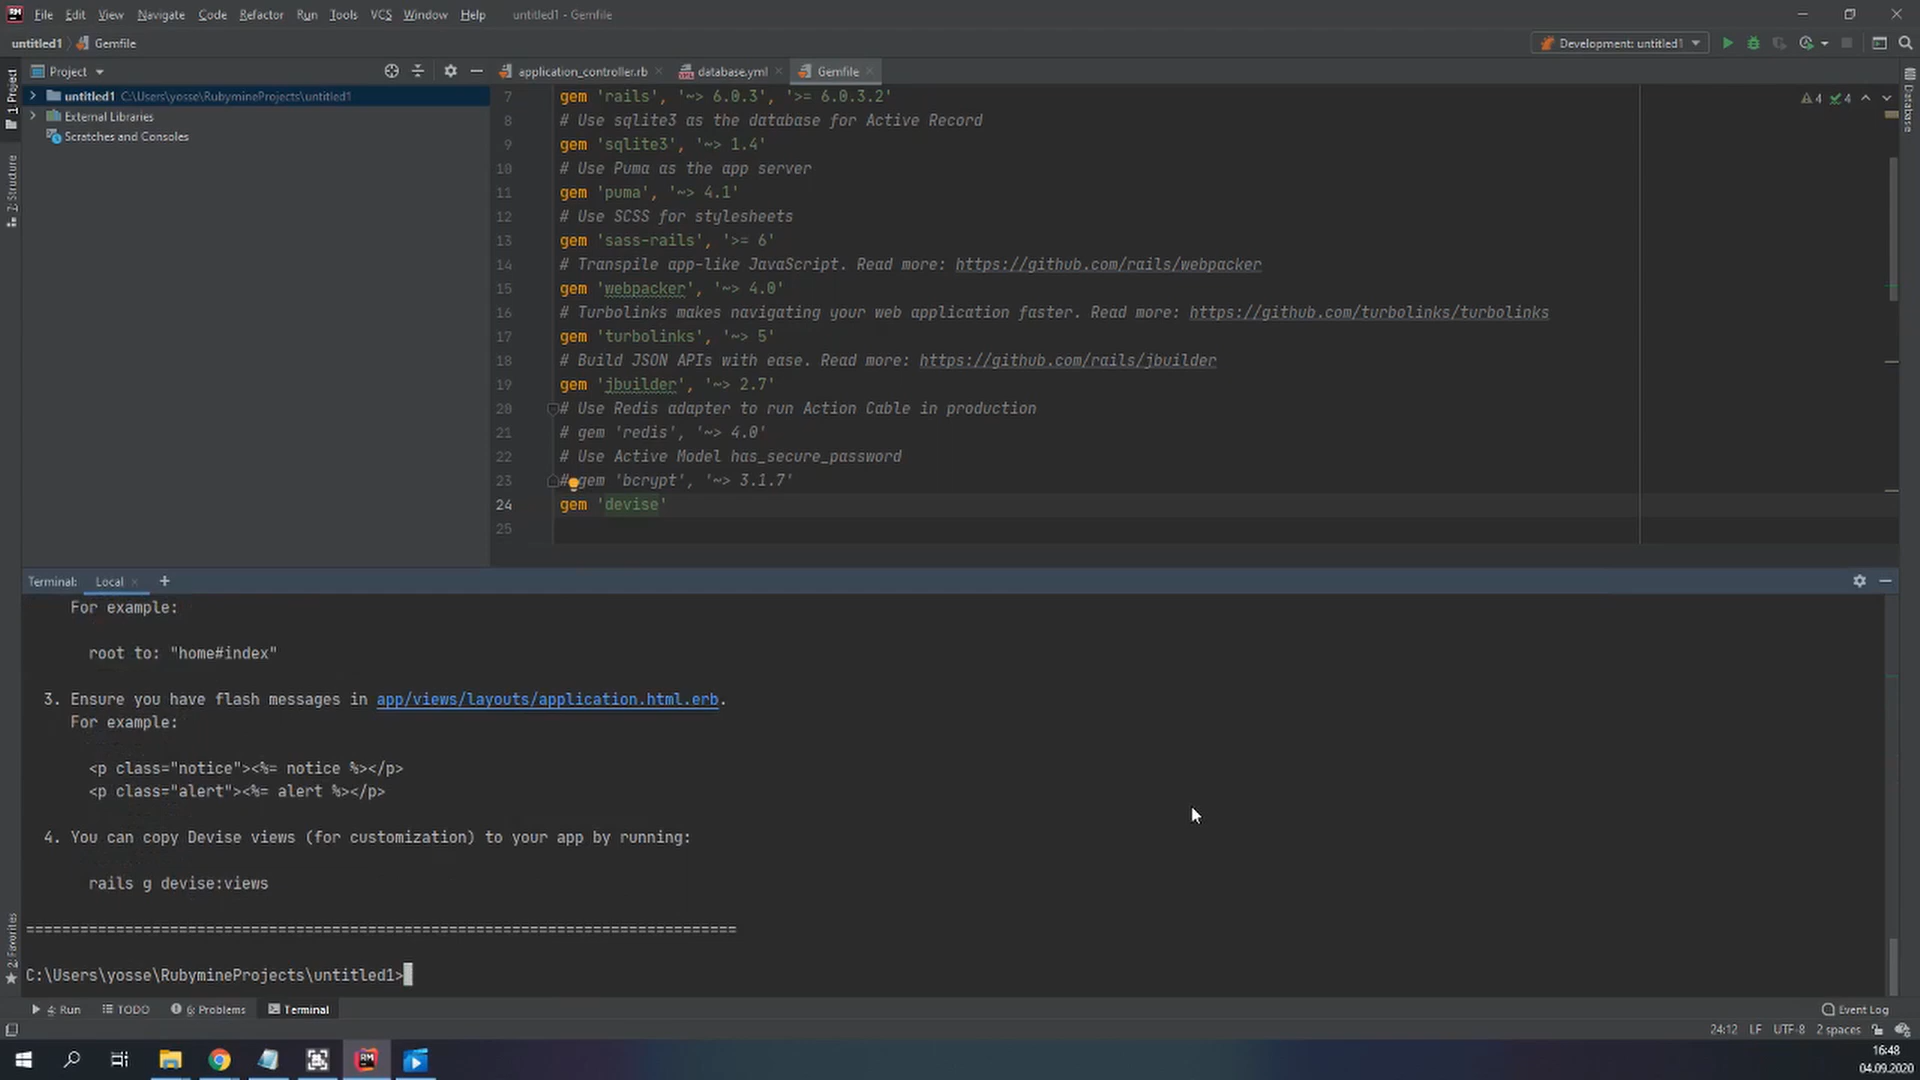 RM File Edit View Navigate Code Refactor Run Tools VCS Window Help untitled1 - Gemfile
untitled1 Gemfile Development: untitled1
Project application_controller.rb database.yml Gemfile
1: Project
untitled1 C:\Users\yosse\RubymineProjects\untitled1
External Libraries
Scratches and Consoles
Z: Structure
4 4
Database
7 gem 'rails', '~> 6.0.3', '>= 6.0.3.2'
8 # Use sqlite3 as the database for Active Record
9 gem 'sqlite3', '~> 1.4'
10 # Use Puma as the app server
11 gem 'puma', '~> 4.1'
12 # Use SCSS for stylesheets
13 gem 'sass-rails', '>= 6'
14 # Transpile app-like JavaScript. Read more: https://github.com/rails/webpacker
15 gem 'webpacker', '~> 4.0'
16 # Turbolinks makes navigating your web application faster. Read more: https://github.com/turbolinks/turbolinks
17 gem 'turbolinks', '~> 5'
18 # Build JSON APIs with ease. Read more: https://github.com/rails/jbuilder
19 gem 'jbuilder', '~> 2.7'
20 # Use Redis adapter to run Action Cable in production
21 # gem 'redis', '~> 4.0'
22 # Use Active Model has_secure_password
23 # gem 'bcrypt', '~> 3.1.7'
24 gem 'devise'
25
Terminal: Local +
For example:
root to: "home#index"
3. Ensure you have flash messages in app/views/layouts/application.html.erb.
For example:
<p class="notice"><%= notice %></p>
<p class="alert"><%= alert %></p>
4. You can copy Devise views (for customization) to your app by running:
rails g devise:views
===============================================================================
C:\Users\yosse\RubymineProjects\untitled1>
2: Favorites
4: Run TODO 6: Problems Terminal Event Log
24:12 LF UTF-8 2 spaces
RM
16:48
04.09.2020